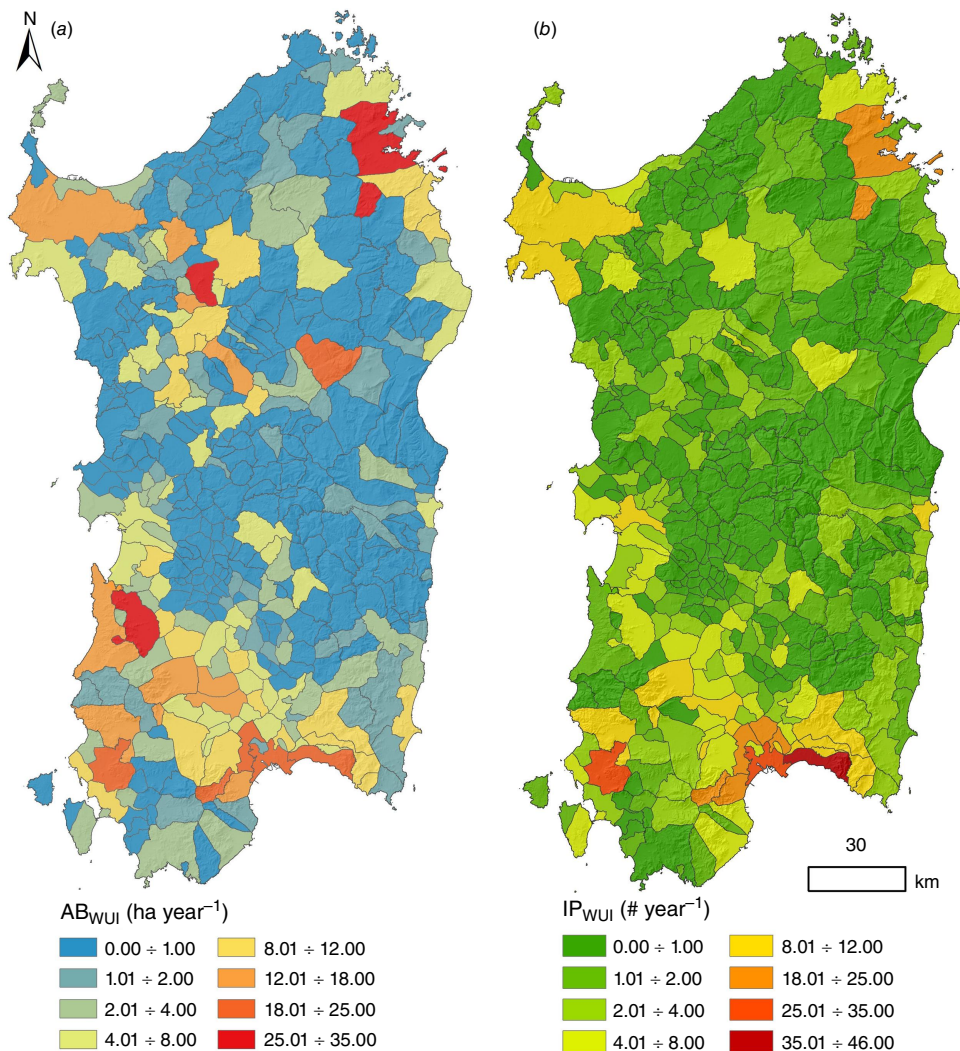 N
(a)
(b)
30
km
AB_WUI (ha year⁻¹)
0.00 ÷ 1.00
1.01 ÷ 2.00
2.01 ÷ 4.00
4.01 ÷ 8.00
8.01 ÷ 12.00
12.01 ÷ 18.00
18.01 ÷ 25.00
25.01 ÷ 35.00
IP_WUI (# year⁻¹)
0.00 ÷ 1.00
1.01 ÷ 2.00
2.01 ÷ 4.00
4.01 ÷ 8.00
8.01 ÷ 12.00
18.01 ÷ 25.00
25.01 ÷ 35.00
35.01 ÷ 46.00